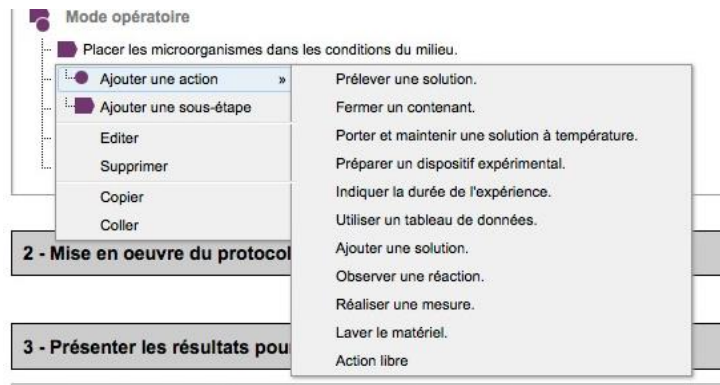 Mode opératoire
Placer les microorganismes dans les conditions du milieu.
Ajouter une action »
Ajouter une sous-étape
Editer
Supprimer
Copier
Coller
Prélever une solution.
Fermer un contenant.
Porter et maintenir une solution à température.
Préparer un dispositif expérimental.
Indiquer la durée de l'expérience.
Utiliser un tableau de données.
Ajouter une solution.
Observer une réaction.
Réaliser une mesure.
Laver le matériel.
Action libre
2 - Mise en oeuvre du protocol
3 - Présenter les résultats pou